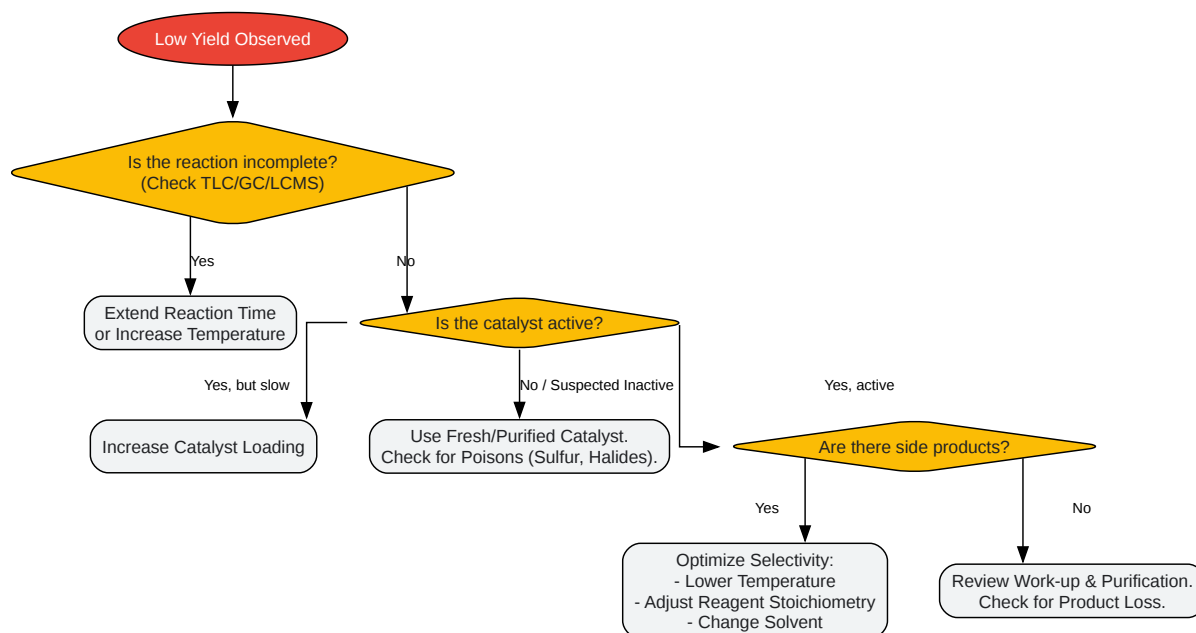 Low Yield Observed
Is the reaction incomplete?
(Check TLC/GC/LCMS)
Yes
No
Extend Reaction Time
or Increase Temperature
Is the catalyst active?
Yes, but slow
No / Suspected Inactive
Yes, active
Increase Catalyst Loading
Use Fresh/Purified Catalyst.
Check for Poisons (Sulfur, Halides).
Are there side products?
Yes
No
Optimize Selectivity:
- Lower Temperature
- Adjust Reagent Stoichiometry
- Change Solvent
Review Work-up & Purification.
Check for Product Loss.